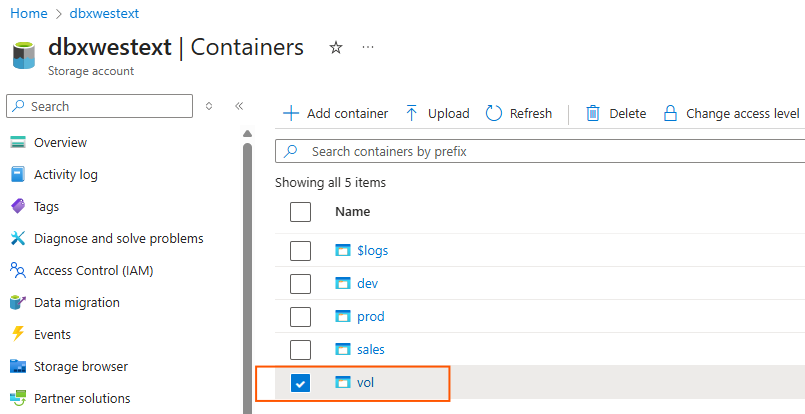 Home > dbxwestext
dbxwestext | Containers ☆ ...
Storage account
Search
Overview
Activity log
Tags
Diagnose and solve problems
Access Control (IAM)
Data migration
Events
Storage browser
Partner solutions
Add container Upload Refresh Delete Change access level
Search containers by prefix
Showing all 5 items
Name
$logs
dev
prod
sales
vol